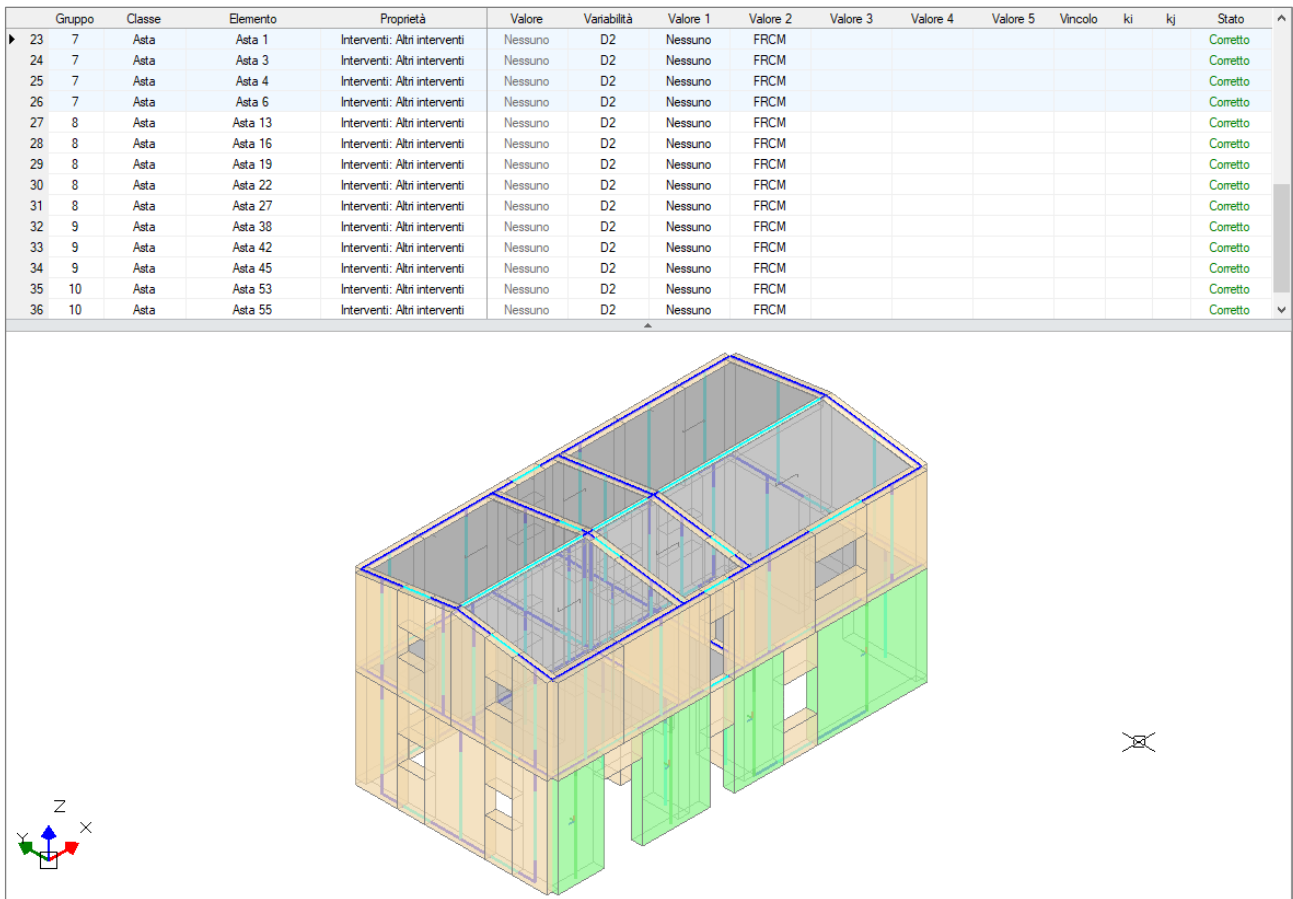 Gruppo Classe Elemento Proprietà Valore Variabilità Valore 1 Valore 2 Valore 3 Valore 4 Valore 5 Vincolo ki kj Stato
23 7 Asta Asta 1 Interventi: Altri interventi Nessuno D2 Nessuno FRCM Corretto
24 7 Asta Asta 3 Interventi: Altri interventi Nessuno D2 Nessuno FRCM Corretto
25 7 Asta Asta 4 Interventi: Altri interventi Nessuno D2 Nessuno FRCM Corretto
26 7 Asta Asta 6 Interventi: Altri interventi Nessuno D2 Nessuno FRCM Corretto
27 8 Asta Asta 13 Interventi: Altri interventi Nessuno D2 Nessuno FRCM Corretto
28 8 Asta Asta 16 Interventi: Altri interventi Nessuno D2 Nessuno FRCM Corretto
29 8 Asta Asta 19 Interventi: Altri interventi Nessuno D2 Nessuno FRCM Corretto
30 8 Asta Asta 22 Interventi: Altri interventi Nessuno D2 Nessuno FRCM Corretto
31 8 Asta Asta 27 Interventi: Altri interventi Nessuno D2 Nessuno FRCM Corretto
32 9 Asta Asta 38 Interventi: Altri interventi Nessuno D2 Nessuno FRCM Corretto
33 9 Asta Asta 42 Interventi: Altri interventi Nessuno D2 Nessuno FRCM Corretto
34 9 Asta Asta 45 Interventi: Altri interventi Nessuno D2 Nessuno FRCM Corretto
35 10 Asta Asta 53 Interventi: Altri interventi Nessuno D2 Nessuno FRCM Corretto
36 10 Asta Asta 55 Interventi: Altri interventi Nessuno D2 Nessuno FRCM Corretto
Z
Y X